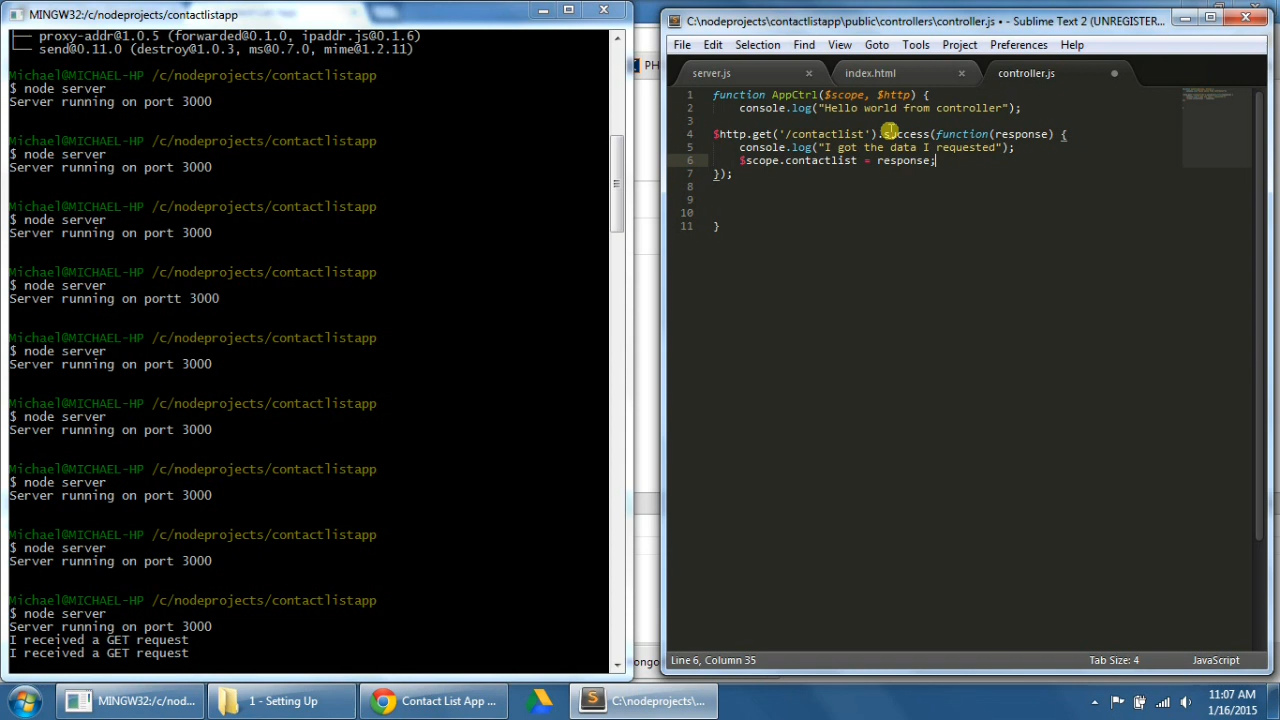 MINGW32:/c/nodeprojects/contactlistapp
├── proxy-addr@1.0.5 (forwarded@0.1.0, ipaddr.js@0.1.6)
└── send@0.11.0 (destroy@1.0.3, ms@0.7.0, mime@1.2.11)
Michael@MICHAEL-HP /c/nodeprojects/contactlistapp
$ node server
Server running on port 3000
Michael@MICHAEL-HP /c/nodeprojects/contactlistapp
$ node server
Server running on port 3000
Michael@MICHAEL-HP /c/nodeprojects/contactlistapp
$ node server
Server running on port 3000
Michael@MICHAEL-HP /c/nodeprojects/contactlistapp
$ node server
Server running on portt 3000
Michael@MICHAEL-HP /c/nodeprojects/contactlistapp
$ node server
Server running on port 3000
Michael@MICHAEL-HP /c/nodeprojects/contactlistapp
$ node server
Server running on port 3000
Michael@MICHAEL-HP /c/nodeprojects/contactlistapp
$ node server
Server running on port 3000
Michael@MICHAEL-HP /c/nodeprojects/contactlistapp
$ node server
Server running on port 3000
Michael@MICHAEL-HP /c/nodeprojects/contactlistapp
$ node server
Server running on port 3000
I received a GET request
I received a GET request
PH
ongo
C:\nodeprojects\contactlistapp\public\controllers\controller.js • - Sublime Text 2 (UNREGISTER...
File Edit Selection Find View Goto Tools Project Preferences Help
server.js index.html controller.js
1 function AppCtrl($scope, $http) {
2 console.log("Hello world from controller");
3
4 $http.get('/contactlist').success(function(response) {
5 console.log("I got the data I requested");
6 $scope.contactlist = response;
7 });
8
9
10
11 }
Line 6, Column 35 Tab Size: 4 JavaScript
MINGW32:/c/nod... 1 - Setting Up Contact List App ... C:\nodeprojects\...
11:07 AM
1/16/2015